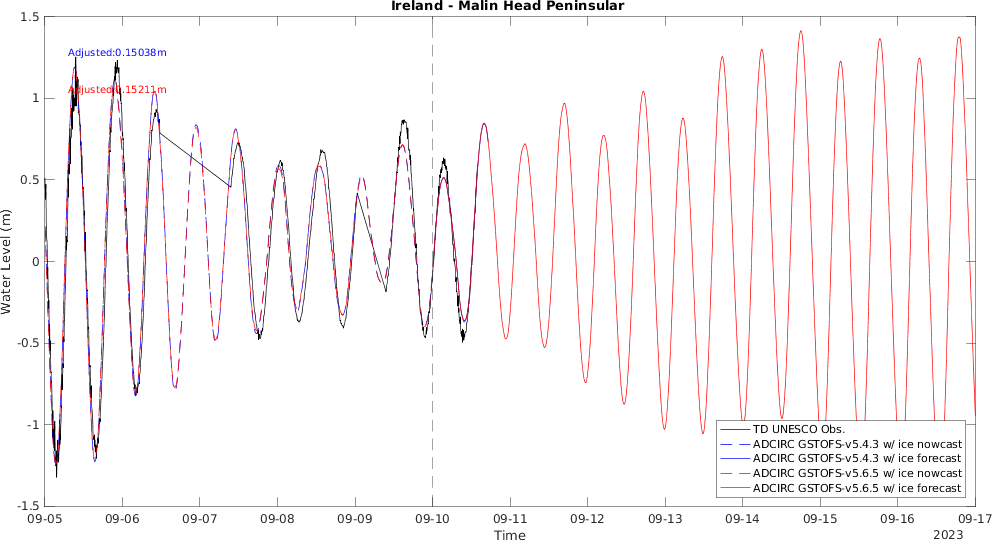 Ireland - Malin Head Peninsular
1.5
Adjusted:0.15038m
Adjusted:0.15211m
1
0.5
0
-0.5
-1
-1.5
Water Level (m)
TD UNESCO Obs.
ADCIRC GSTOFS-v5.4.3 w/ ice nowcast
ADCIRC GSTOFS-v5.4.3 w/ ice forecast
ADCIRC GSTOFS-v5.6.5 w/ ice nowcast
ADCIRC GSTOFS-v5.6.5 w/ ice forecast
09-05 09-06 09-07 09-08 09-09 09-10 09-11 09-12 09-13 09-14 09-15 09-16 09-17
Time
2023